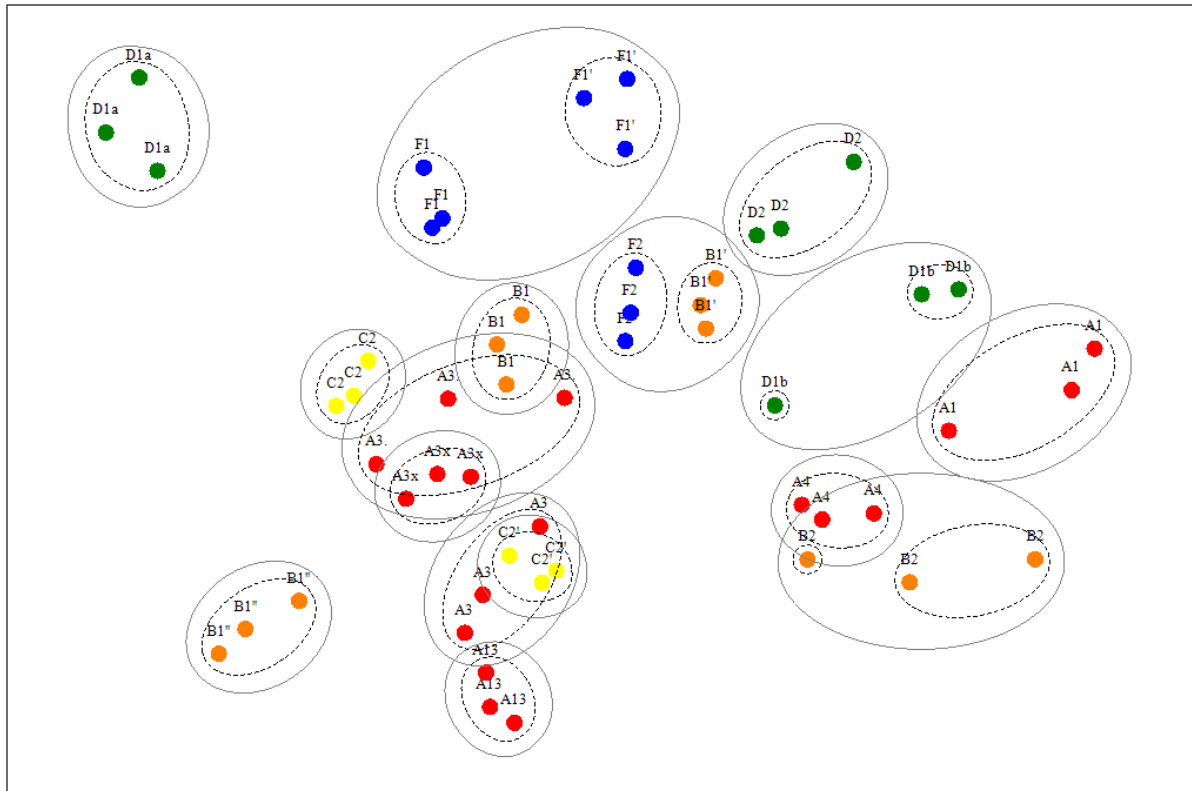 D1a
D1a
D1a
F1'
F1'
F1'
F1
F1
F1
D2
D2
D2
F2
F2
F2
B1'
B1'
B1'
D1b
D1b
D1b
B1
B1
B1
A1
A1
A1
C2
C2
C2
A3.
A3.
A3.
A3x
A3x
A3x
A4
A4
A4
A3
A3
A3
C2'
C2'
C2'
B2
B2
B2
B1"
B1"
B1"
A13
A13
A13